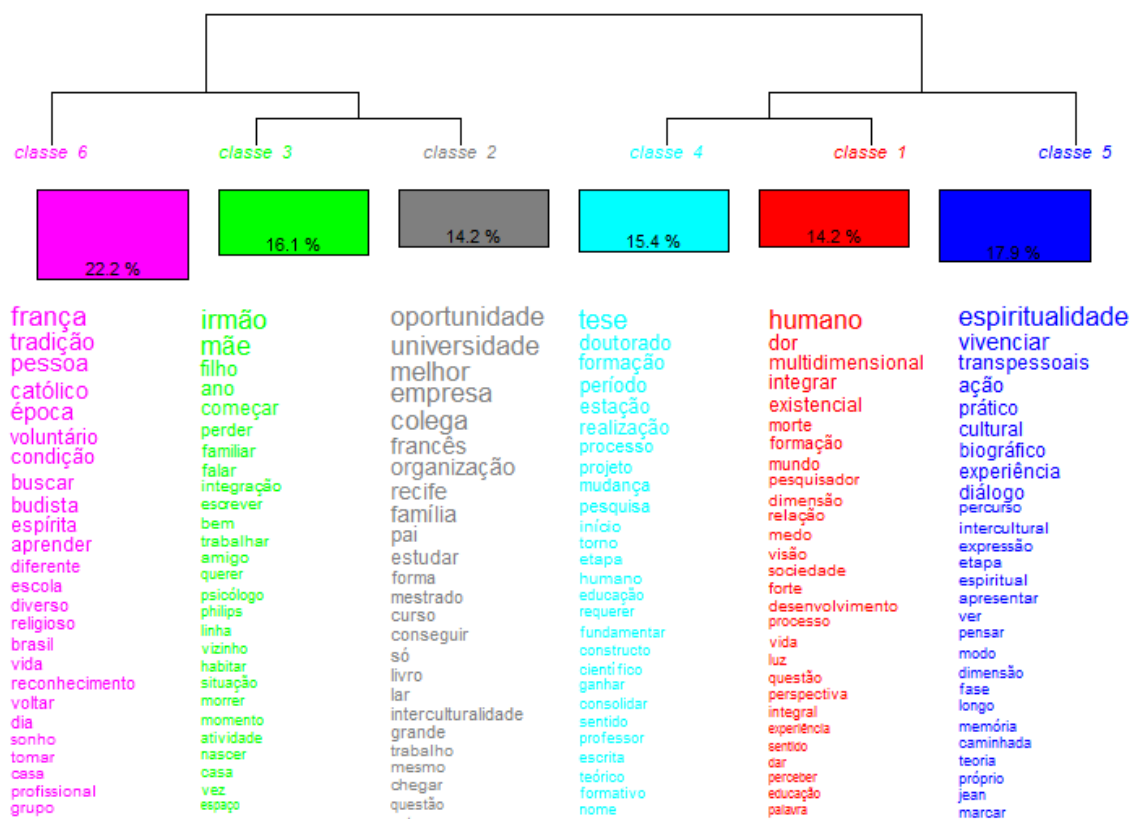 classe 6
classe 3
classe 2
classe 4
classe 1
classe 5
22.2 %
16.1 %
14.2 %
15.4 %
14.2 %
17.9 %
frança
tradição
pessoa
católico
época
voluntário
condição
buscar
budista
espírita
aprender
diferente
escola
diverso
religioso
brasil
vida
reconhecimento
voltar
dia
sonho
tomar
casa
profissional
grupo
irmão
mãe
filho
ano
começar
perder
familiar
falar
integração
escrever
bem
trabalhar
amigo
querer
psicólogo
philips
linha
vizinho
habitar
situação
morrer
momento
atividade
nascer
casa
vez
espaço
oportunidade
universidade
melhor
empresa
colega
francês
organização
recife
família
pai
estudar
forma
mestrado
curso
conseguir
só
livro
lar
interculturalidade
grande
trabalho
mesmo
chegar
questão
tese
doutorado
formação
período
estação
realização
processo
projeto
mudança
pesquisa
início
torno
etapa
humano
educação
requerer
fundamentar
constructo
científico
ganhar
consolidar
sentido
professor
escrita
teórico
formativo
nome
humano
dor
multidimensional
integrar
existencial
morte
formação
mundo
pesquisador
dimensão
relação
medo
visão
sociedade
forte
desenvolvimento
processo
vida
luz
questão
perspectiva
integral
experiência
sentido
dar
perceber
educação
palavra
espiritualidade
vivenciar
transpessoais
ação
prático
cultural
biográfico
experiência
diálogo
percurso
intercultural
expressão
etapa
espiritual
apresentar
ver
pensar
modo
dimensão
fase
longo
memória
caminhada
teoria
próprio
jean
marcar